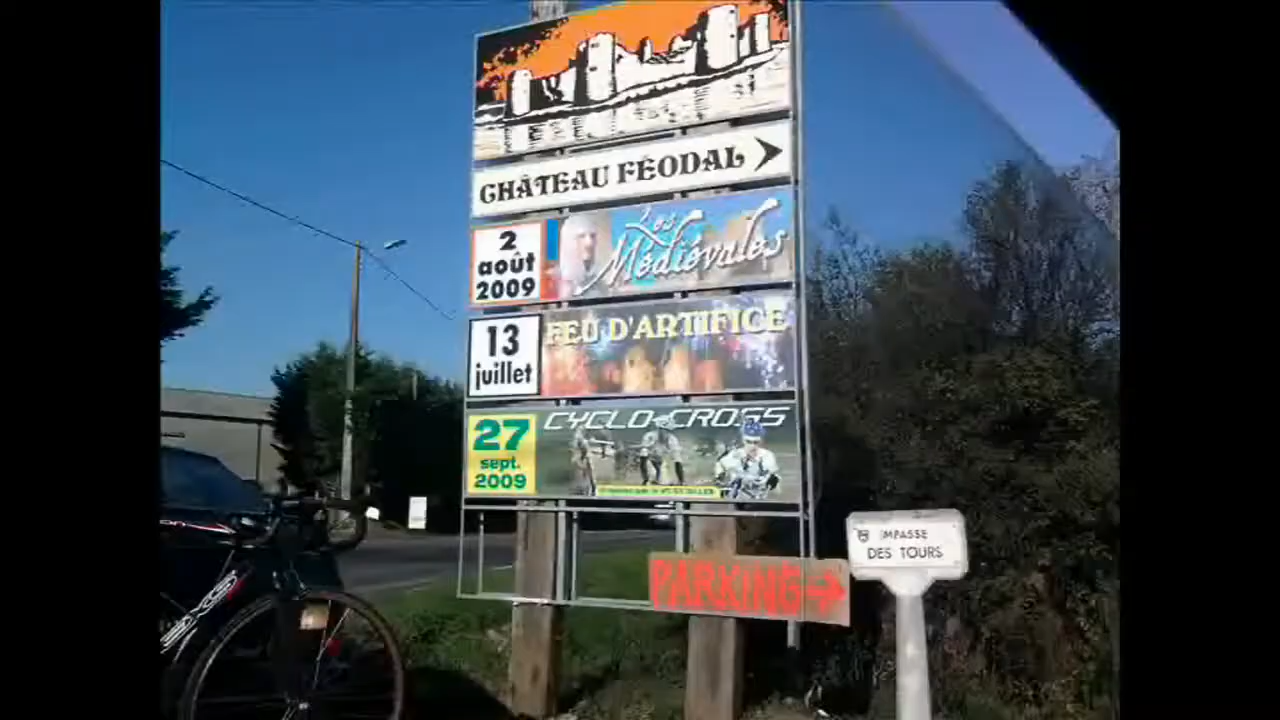 CHÂTEAU FÉODAL
2
août
2009
Les
Médiévales
13
juillet
FEU D'ARTIFICE
27
sept.
2009
CYCLO-CROSS
PARKING
IMPASSE
DES TOURS